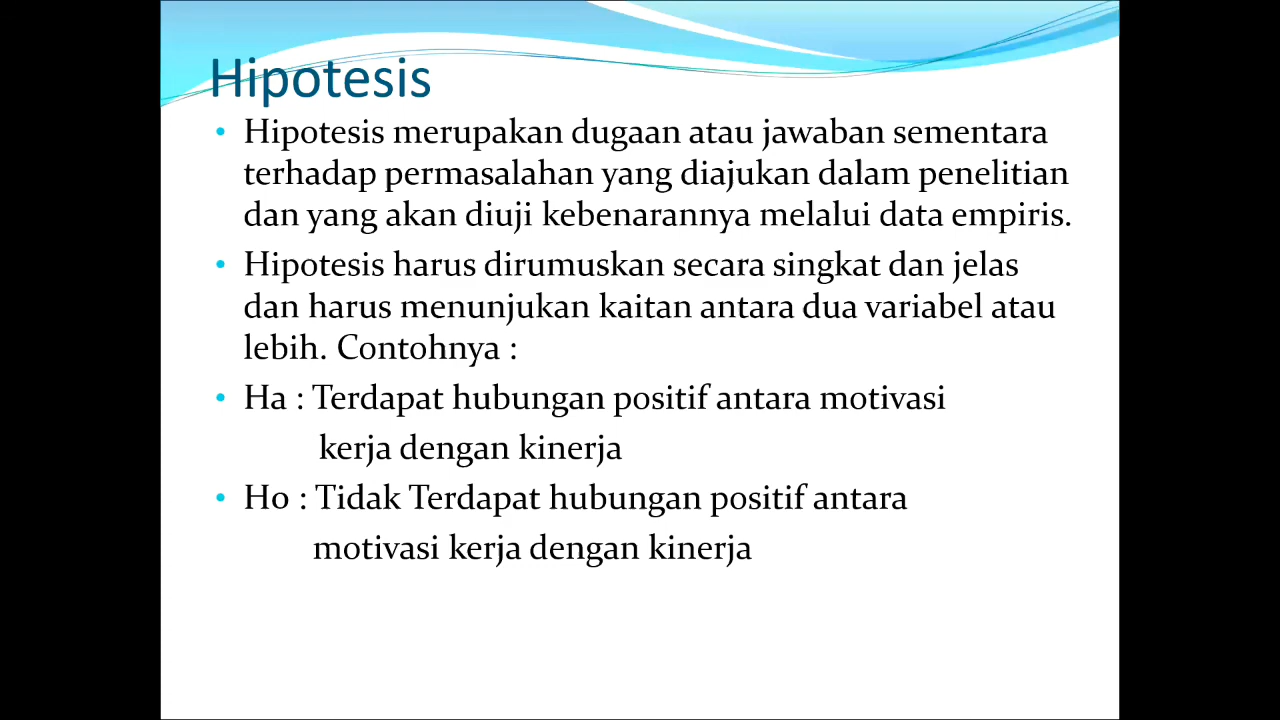 Hipotesis
• Hipotesis merupakan dugaan atau jawaban sementara
terhadap permasalahan yang diajukan dalam penelitian
dan yang akan diuji kebenarannya melalui data empiris.
• Hipotesis harus dirumuskan secara singkat dan jelas
dan harus menunjukan kaitan antara dua variabel atau
lebih. Contohnya :
• Ha : Terdapat hubungan positif antara motivasi
kerja dengan kinerja
• Ho : Tidak Terdapat hubungan positif antara
motivasi kerja dengan kinerja